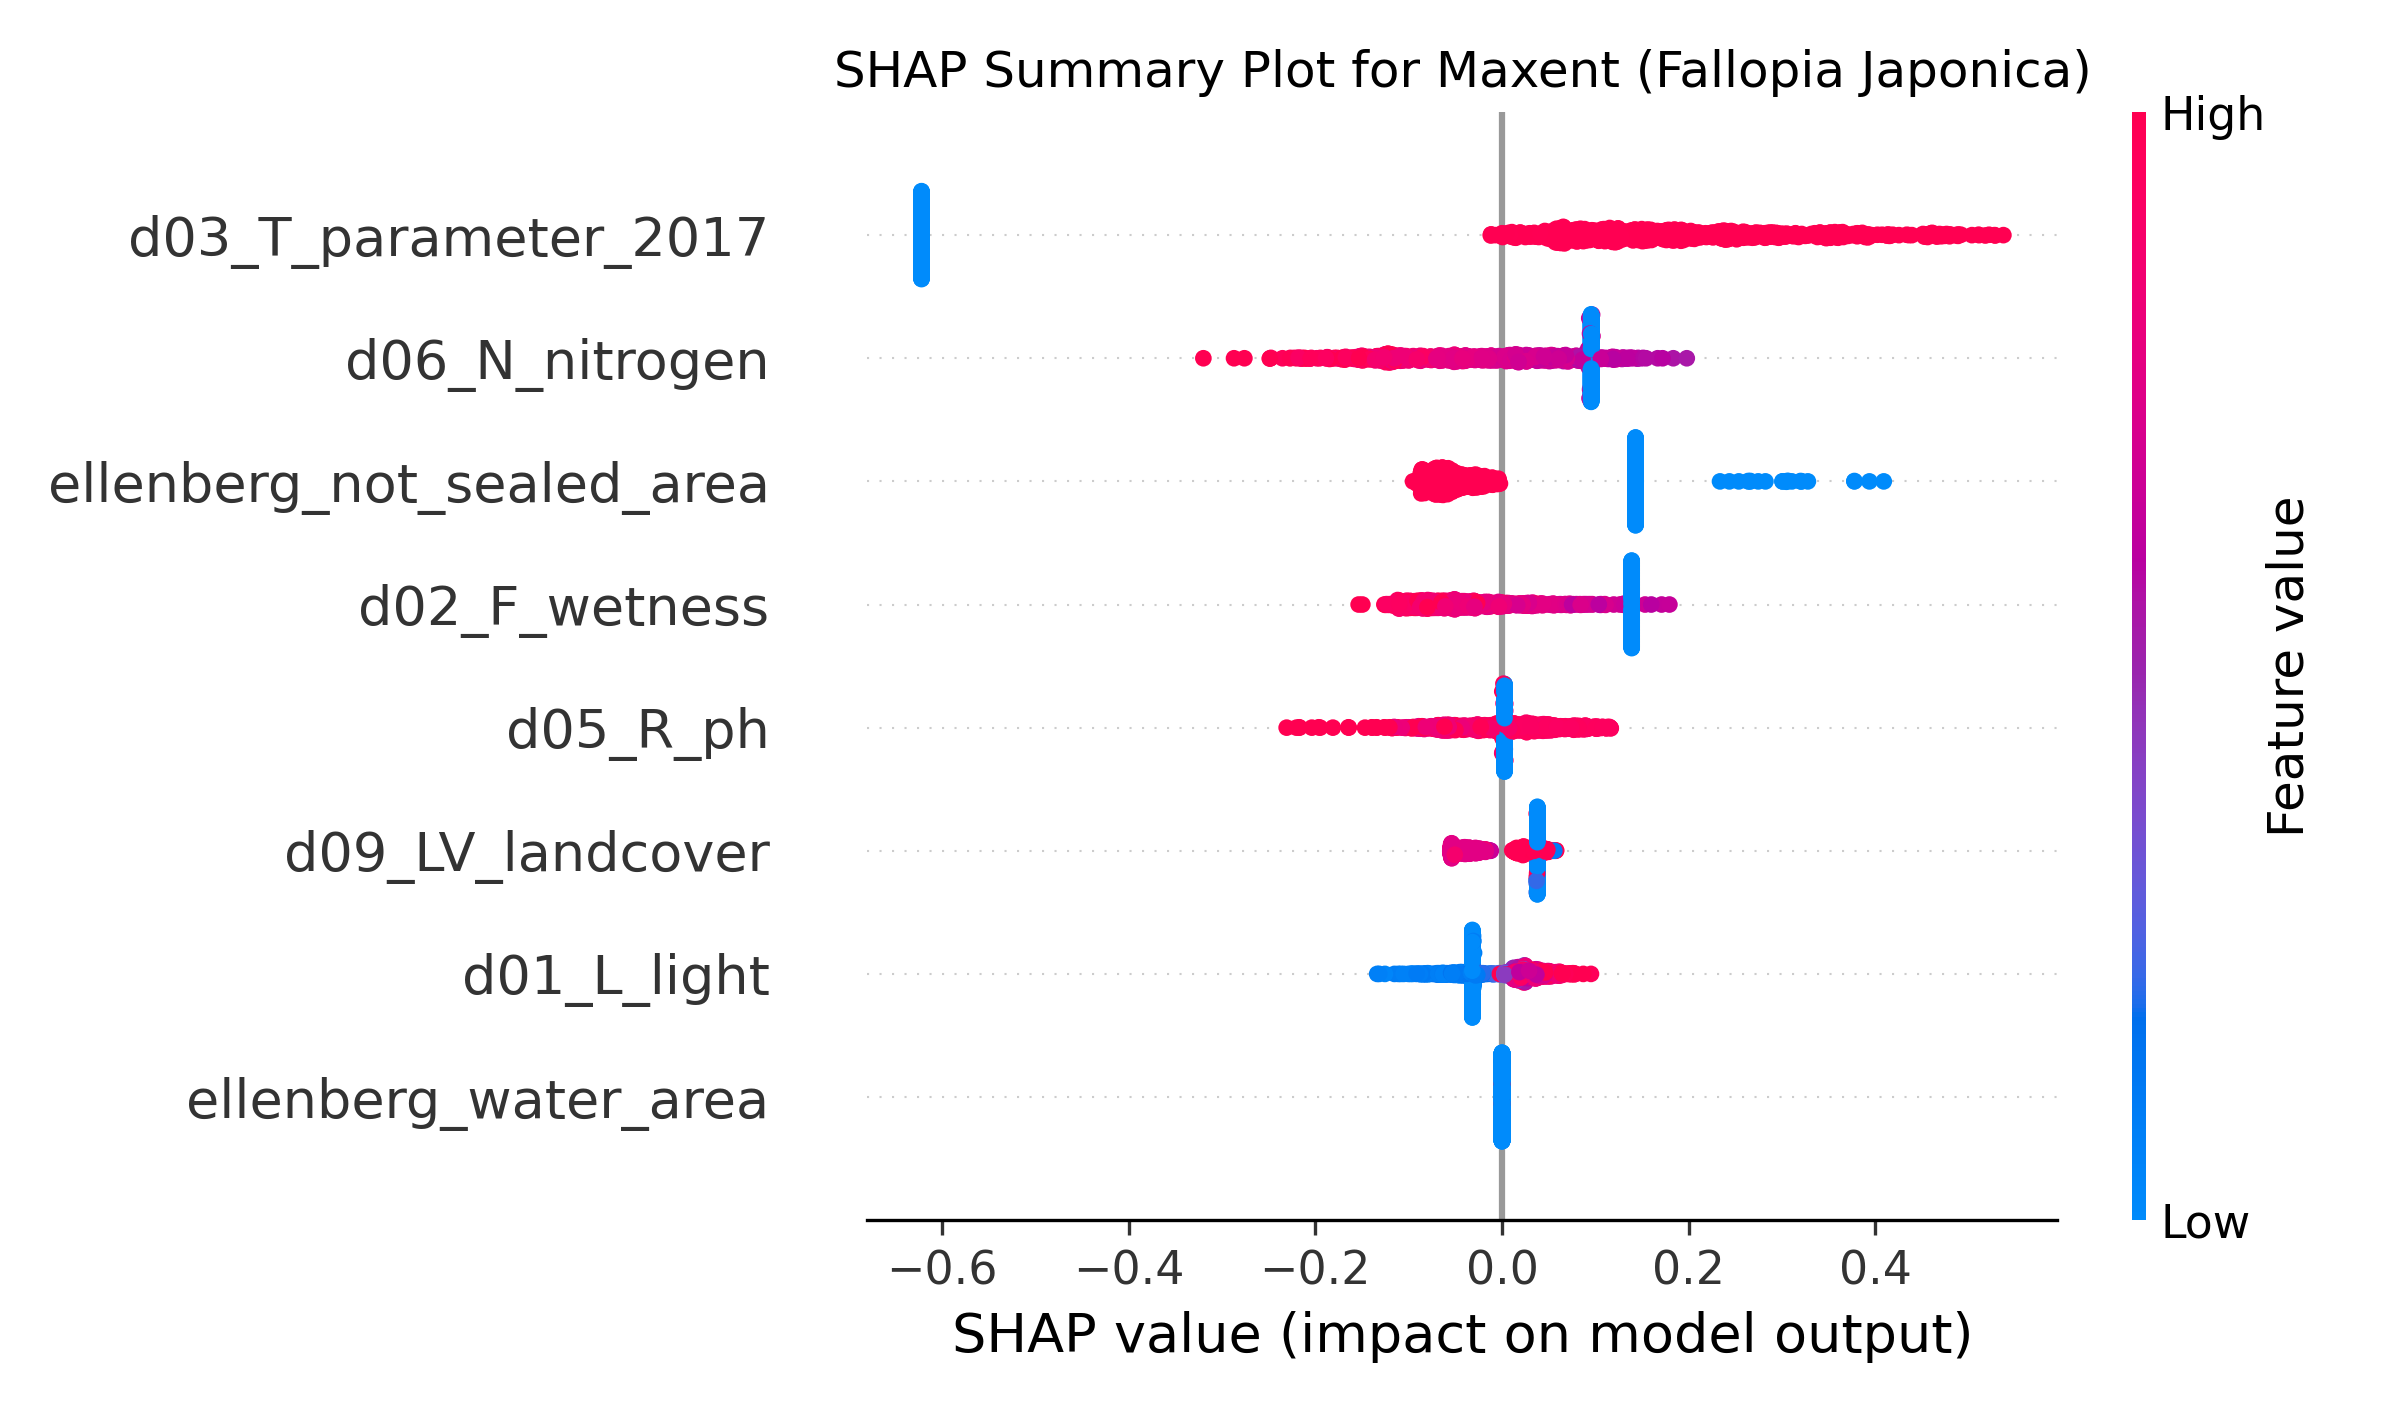 SHAP Summary Plot for Maxent (Fallopia Japonica)
High
d03_T_parameter_2017
d06_N_nitrogen
ellenberg_not_sealed_area
d02_F_wetness
d05_R_ph
d09_LV_landcover
d01_L_light
ellenberg_water_area
Feature value
Low
−0.6 −0.4 −0.2 0.0 0.2 0.4
SHAP value (impact on model output)